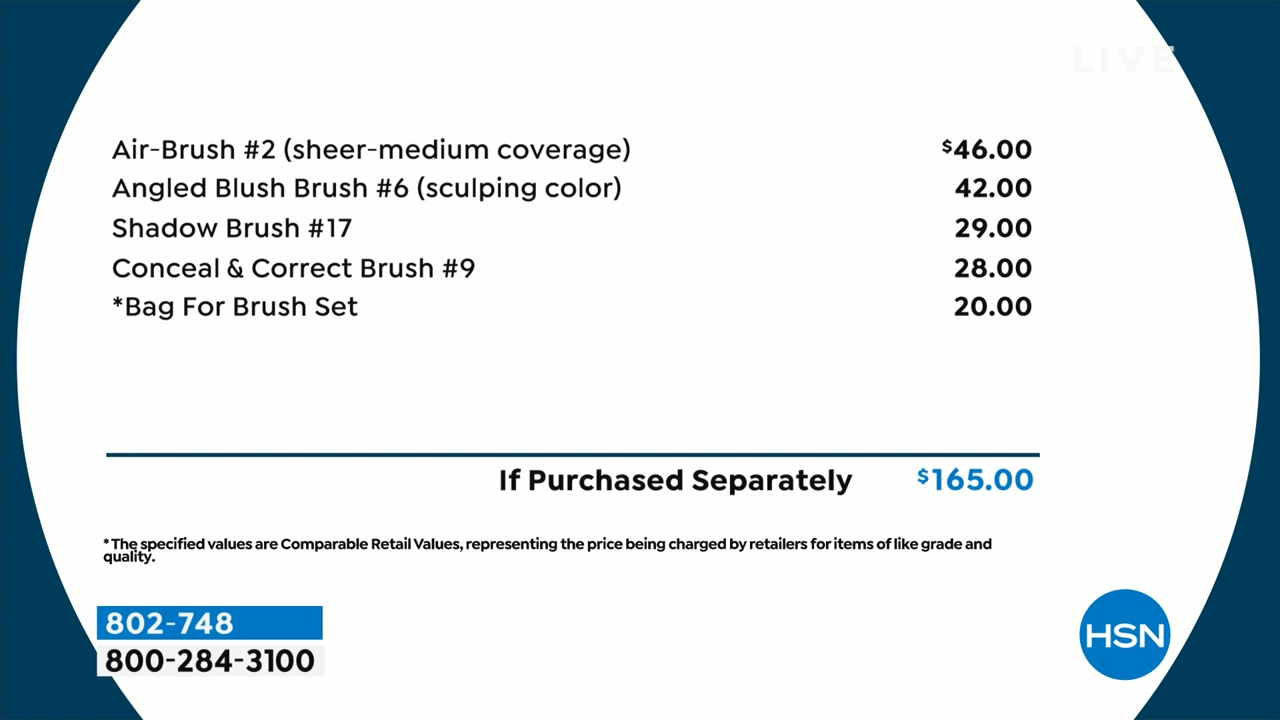 LIVE
Air-Brush #2 (sheer-medium coverage) $46.00
Angled Blush Brush #6 (sculping color) 42.00
Shadow Brush #17 29.00
Conceal & Correct Brush #9 28.00
*Bag For Brush Set 20.00
If Purchased Separately $165.00
*The specified values are Comparable Retail Values, representing the price being charged by retailers for items of like grade and
quality.
802-748
800-284-3100
HSN